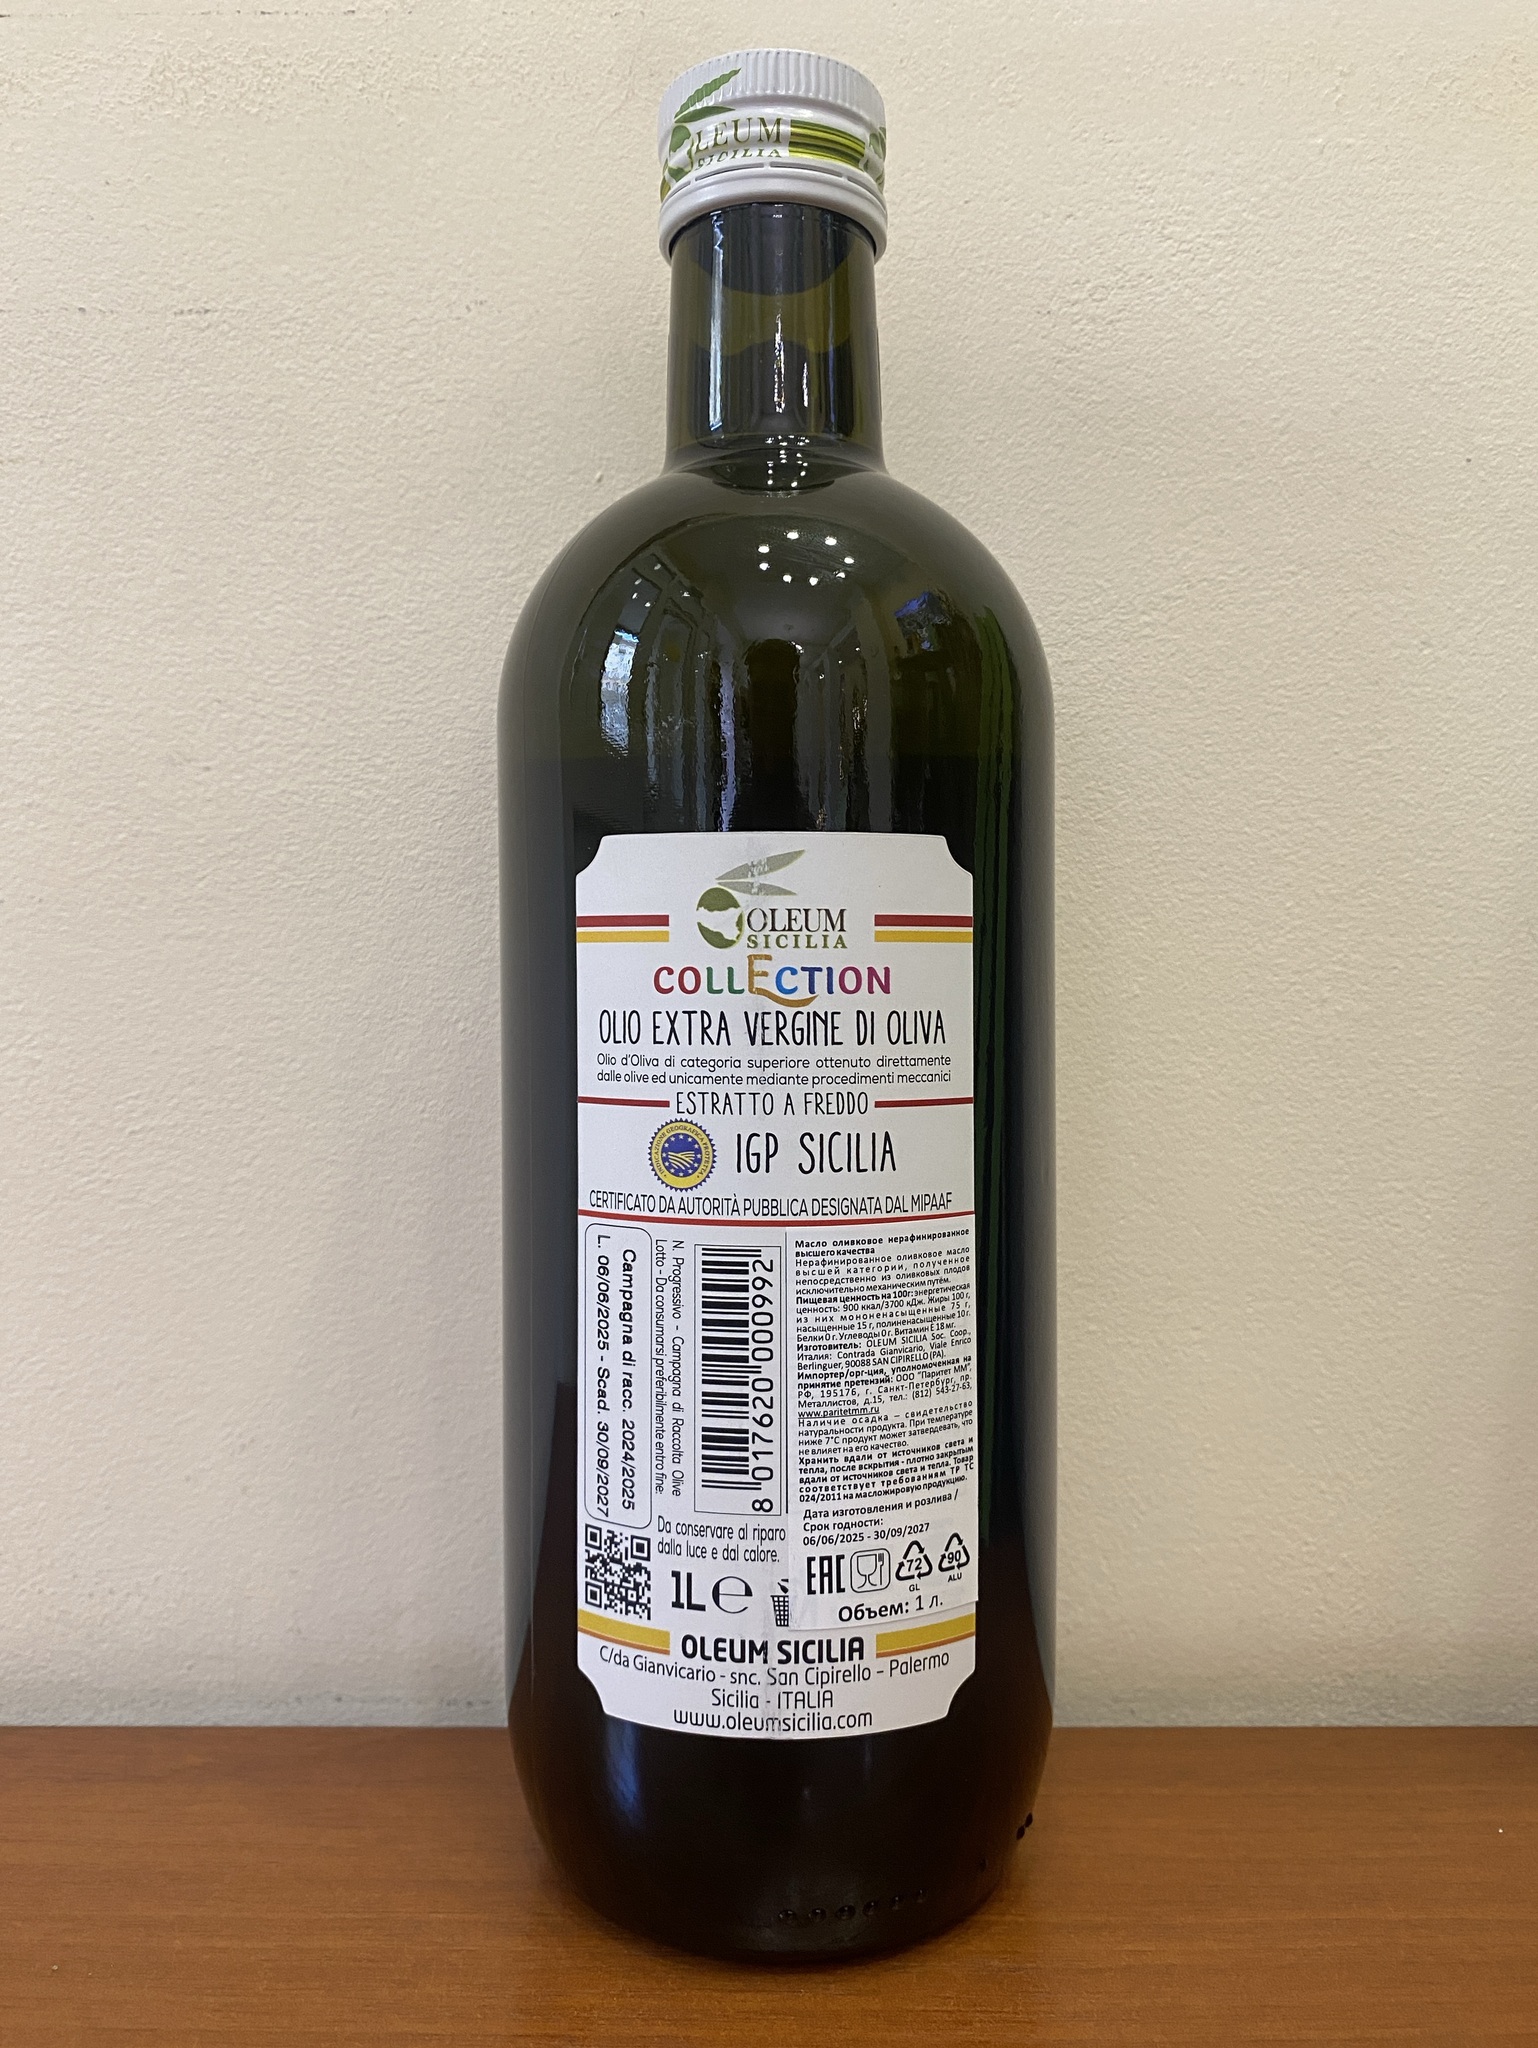 OLEUM
SICILIA
OLEUM
SICILIA
COLLECTION
OLIO EXTRA VERGINE DI OLIVA
Olio d'Oliva di categoria superiore ottenuto direttamente
dalle olive ed unicamente mediante procedimenti meccanici
ESTRATTO A FREDDO
INDICAZIONE GEOGRAFICA PROTETTA
IGP SICILIA
CERTIFICATO DA AUTORITÀ PUBBLICA DESIGNATA DAL MIPAAF
Campagna di racc. 2024/2025
L. 06/06/2025 - Scad. 30/09/2027
N. Progressivo - Campagna di Raccolta Olive
Lotto - Da consumarsi preferibilmente entro fine:
8 017620 000992
Da conservare al riparo
dalla luce e dal calore.
1L e
Масло оливковое нерафинированное
высшего качества
Нерафинированное оливковое масло
высшей категории, полученное
непосредственно из оливковых плодов
исключительно механическим путём.
Пищевая ценность на 100г: энергетическая
ценность: 900 ккал/3700 кДж. Жиры 100 г,
из них мононенасыщенные 75 г,
насыщенные 15 г, полиненасыщенные 10 г.
Белки 0 г. Углеводы 0 г. Витамин Е 18 мг.
Изготовитель: OLEUM SICILIA Soc. Coop.,
Италия: Contrada Gianvicario, Viale Enrico
Berlinguer, 90088 SAN CIPIRELLO (PA).
Импортер/орг-ция, уполномоченная на
принятие претензий: ООО "Паритет ММ",
РФ, 195176, г. Санкт-Петербург, пр.
Металлистов, д.15, тел.: (812) 543-27-63,
www.paritetmm.ru
Наличие осадка – свидетельство
натуральности продукта. При температуре
ниже 7°С продукт может затвердевать, что
не влияет на его качество.
Хранить вдали от источников света и
тепла, после вскрытия - плотно закрытым
вдали от источников света и тепла. Товар
соответствует требованиям ТР ТС
024/2011 на масложировую продукцию.
Дата изготовления и розлива /
Срок годности:
06/06/2025 - 30/09/2027
EAC 72 90
GL ALU
Объем: 1 л.
OLEUM SICILIA
C/da Gianvicario - snc. San Cipirello – Palermo
Sicilia - ITALIA
www.oleumsicilia.com